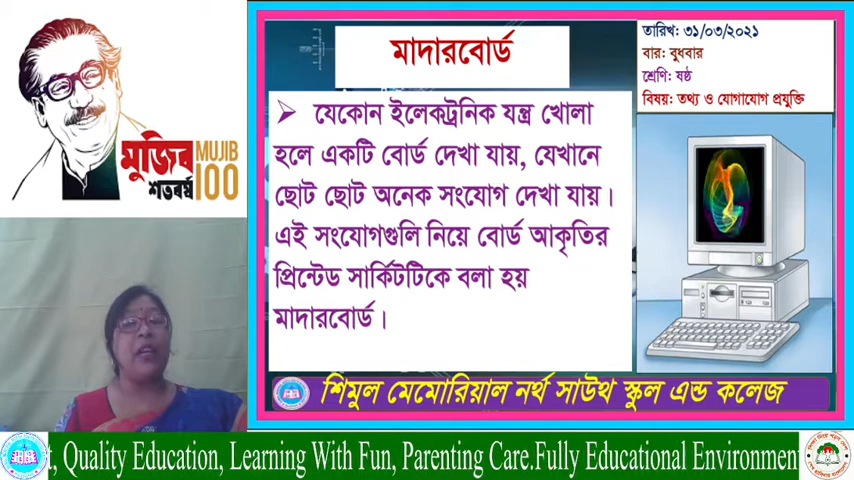 মুজিব
শতবর্ষ
MUJIB
100
মাদারবোর্ড
তারিখ: ৩১/০৩/২০২১
বার: বুধবার
শ্রেণি: ষষ্ঠ
বিষয়: তথ্য ও যোগাযোগ প্রযুক্তি
➢ যেকোন ইলেকট্রনিক যন্ত্র খোলা
হলে একটি বোর্ড দেখা যায়, যেখানে
ছোট ছোট অনেক সংযোগ দেখা যায়।
এই সংযোগগুলি নিয়ে বোর্ড আকৃতির
প্রিন্টেড সার্কিটটিকে বলা হয়
মাদারবোর্ড।
শিমুল মেমোরিয়াল নর্থ সাউথ স্কুল এন্ড কলেজ
, Quality Education, Learning With Fun, Parenting Care.Fully Educational Environment